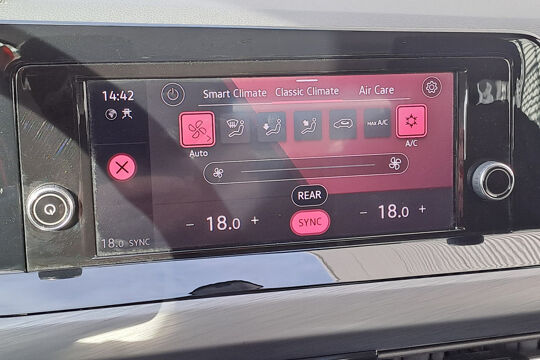 14:42
Smart Climate Classic Climate Air Care
MAX A/C
Auto
A/C
REAR
- 18.0 +
SYNC
- 18.0 +
18.0 SYNC